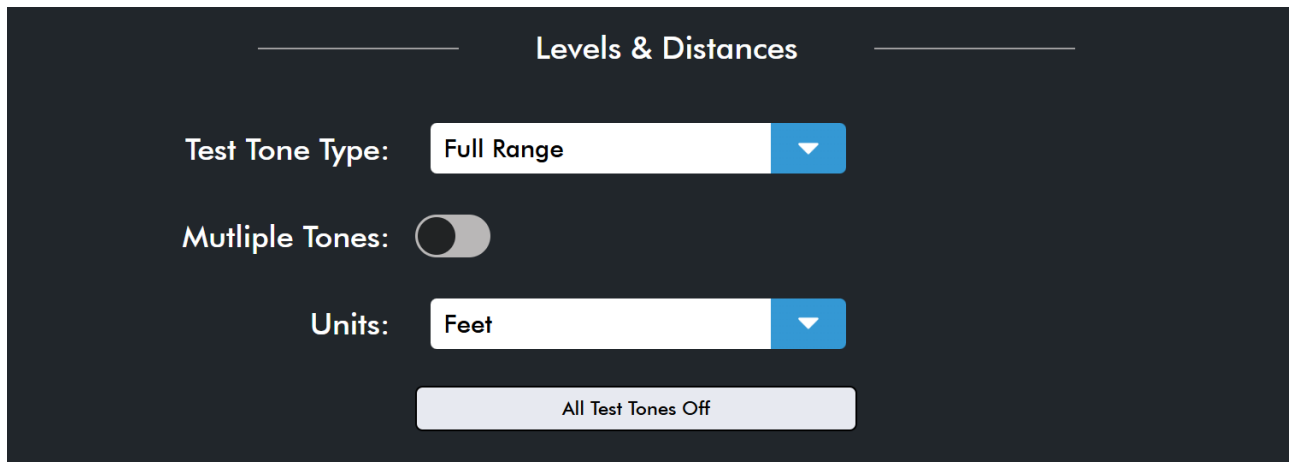 Levels & Distances
Test Tone Type: Full Range
Mutliple Tones:
Units: Feet
All Test Tones Off